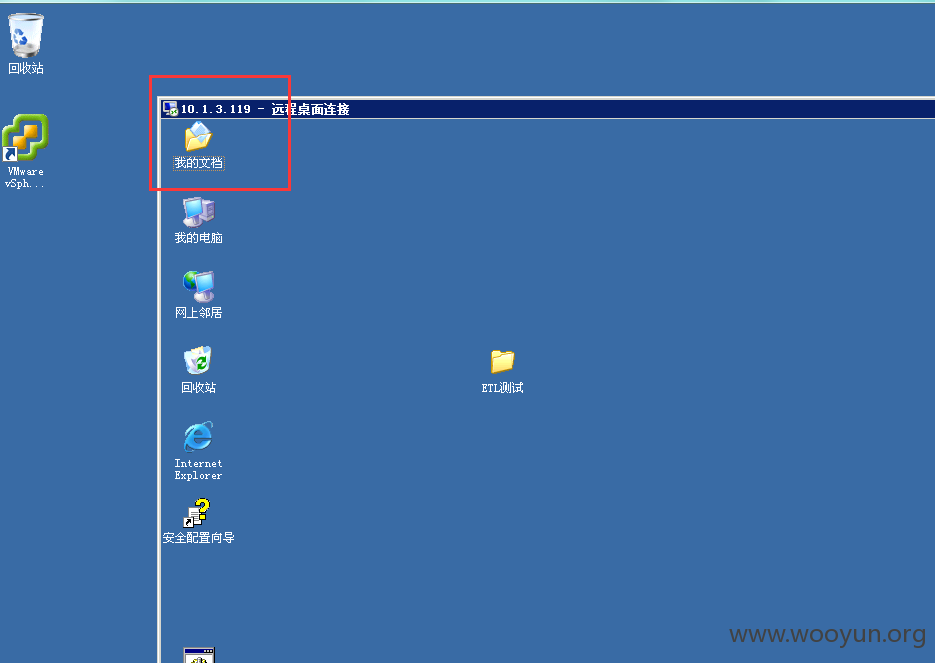 回收站
VMware
vSph...
10.1.3.119 - 远程桌面连接
我的文档
我的电脑
网上邻居
回收站
ETL测试
Internet
Explorer
安全配置向导
www.wooyun.org